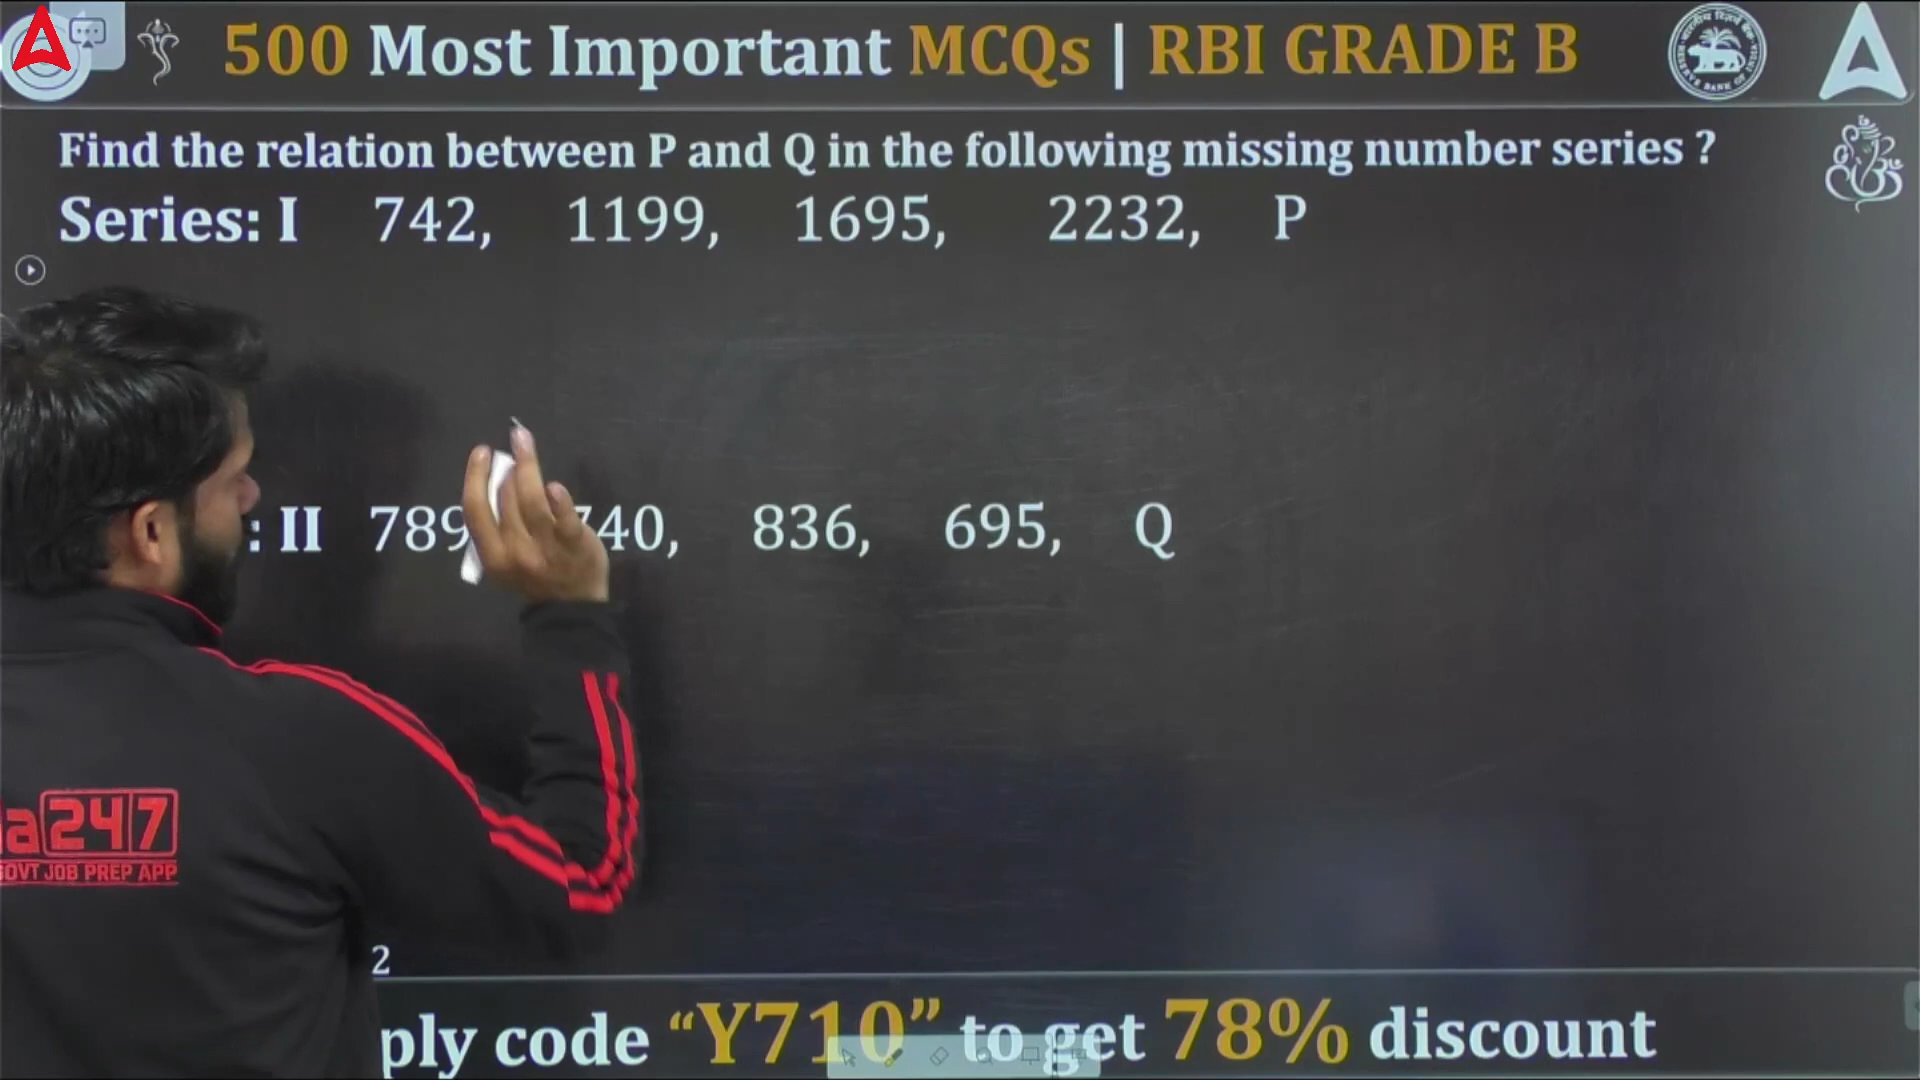 500 Most Important MCQs | RBI GRADE B
Find the relation between P and Q in the following missing number series ?
Series: I 742, 1199, 1695, 2232, P
: II 789 740, 836, 695, Q
a247
GOVT JOB PREP APP
2
ply code “Y710” to get 78% discount